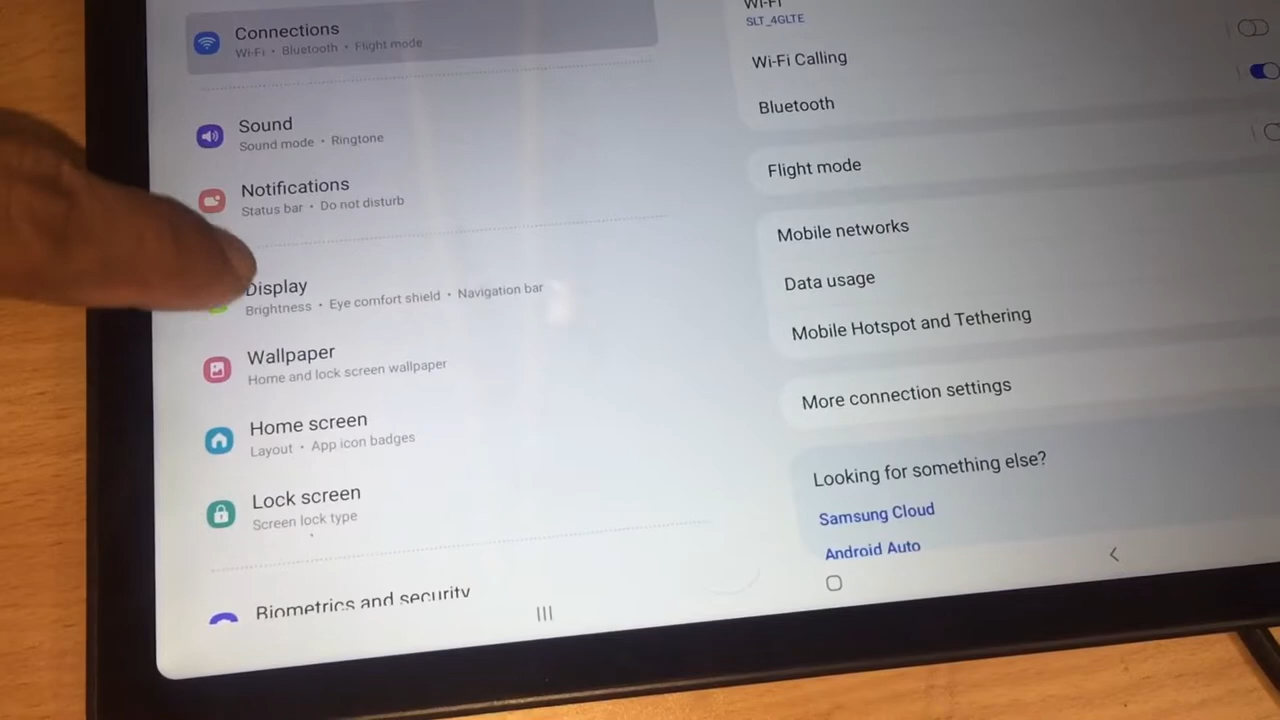 Connections
Wi-Fi • Bluetooth • Flight mode
Sound
Sound mode • Ringtone
Notifications
Status bar • Do not disturb
Display
Brightness • Eye comfort shield • Navigation bar
Wallpaper
Home and lock screen wallpaper
Home screen
Layout • App icon badges
Lock screen
Screen lock type
Biometrics and security
Wi-Fi
SLT_4GLTE
Wi-Fi Calling
Bluetooth
Flight mode
Mobile networks
Data usage
Mobile Hotspot and Tethering
More connection settings
Looking for something else?
Samsung Cloud
Android Auto